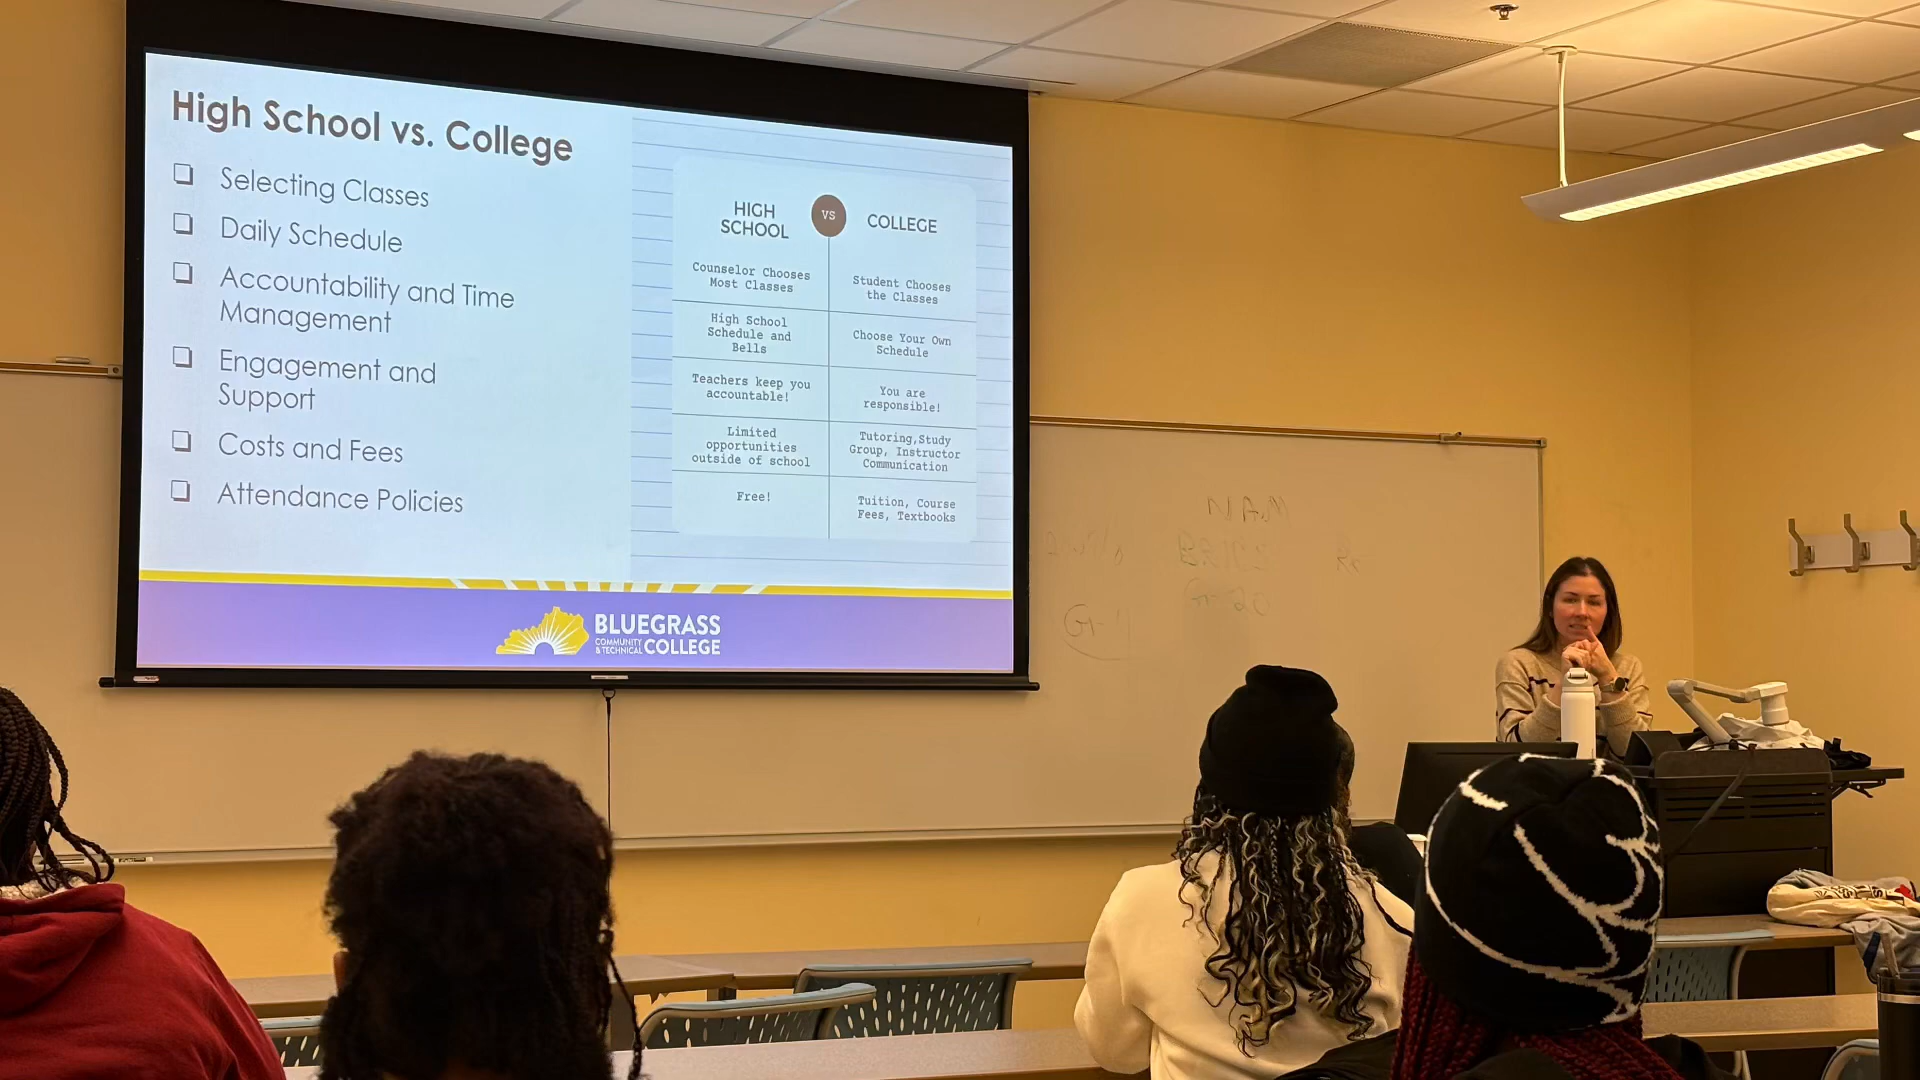 High School vs. College
❏ Selecting Classes
❏ Daily Schedule
❏ Accountability and Time
Management
❏ Engagement and
Support
❏ Costs and Fees
❏ Attendance Policies
HIGH
SCHOOL
VS
COLLEGE
Counselor Chooses
Most Classes
Student Chooses
the Classes
High School
Schedule and
Bells
Choose Your Own
Schedule
Teachers keep you
accountable!
You are
responsible!
Limited
opportunities
outside of school
Tutoring,Study
Group, Instructor
Communication
Free!
Tuition, Course
Fees, Textbooks
BLUEGRASS
COMMUNITY
& TECHNICAL COLLEGE
NAM